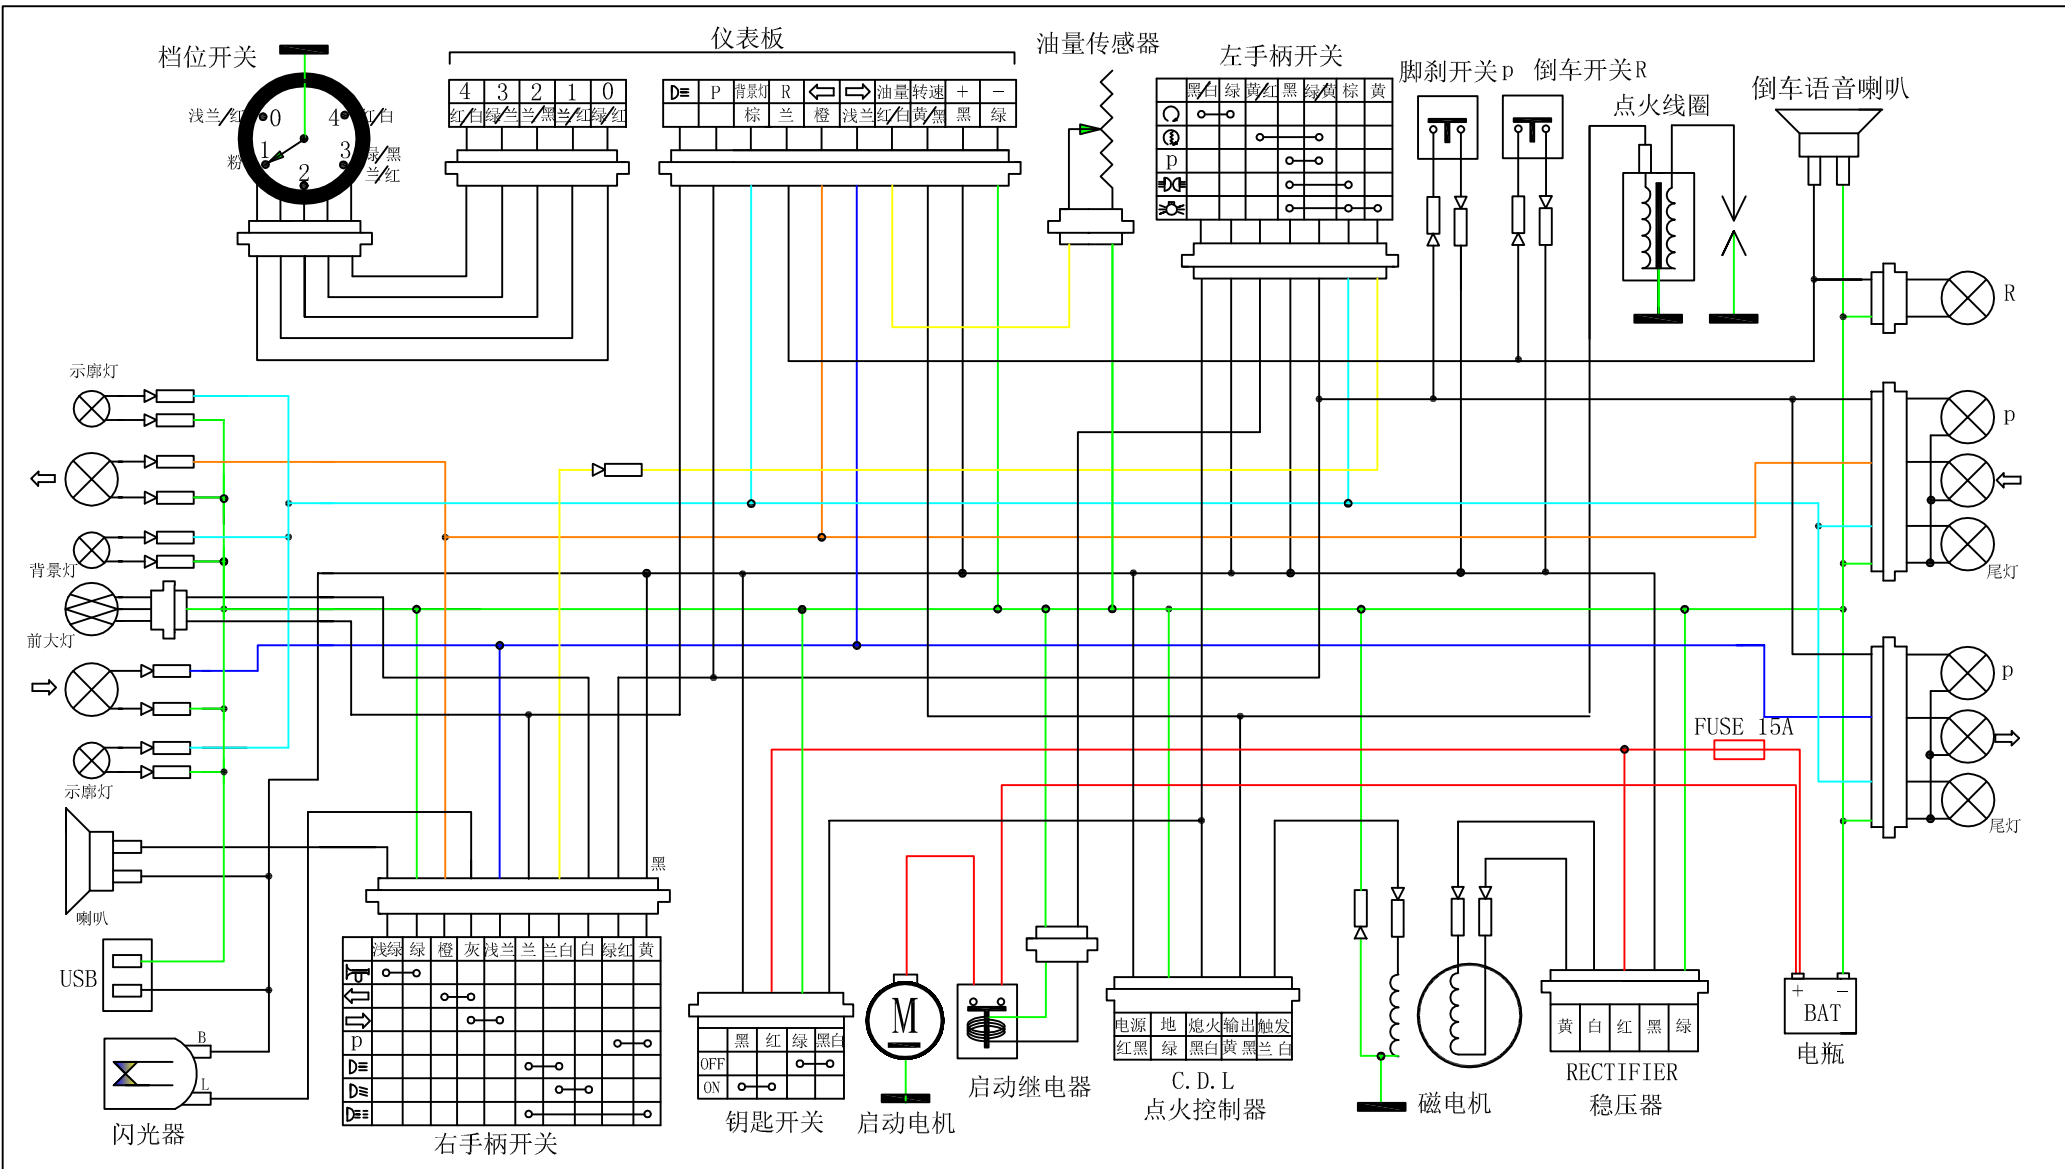 档位开关
仪表板
油量传感器
左手柄开关
脚刹开关p
倒车开关R
点火线圈
倒车语音喇叭
浅兰/红
0
4
红/白
粉
1
2
3
绿/黑
兰/红
4 3 2 1 0
红/白 绿/兰 兰/黑 兰/红 绿/红
P 背景灯 R 油量 转速 + −
棕 兰 橙 浅兰 红/白 黄/黑 黑 绿
黑/白 绿 黄/红 黑 绿/黄 棕 黄
p
R
示廓灯
p
背景灯
尾灯
前大灯
p
FUSE 15A
示廓灯
尾灯
黑
喇叭
浅绿 绿 橙 灰 浅兰 兰 兰白 白 绿红 黄
p
USB
B
L
闪光器
右手柄开关
黑 红 绿 黑白
OFF
ON
钥匙开关
M
启动电机
启动继电器
电源 地 熄火 输出 触发
红黑 绿 黑白 黄黑 兰白
C.D.L
点火控制器
磁电机
黄 白 红 黑 绿
RECTIFIER
稳压器
+ −
BAT
电瓶